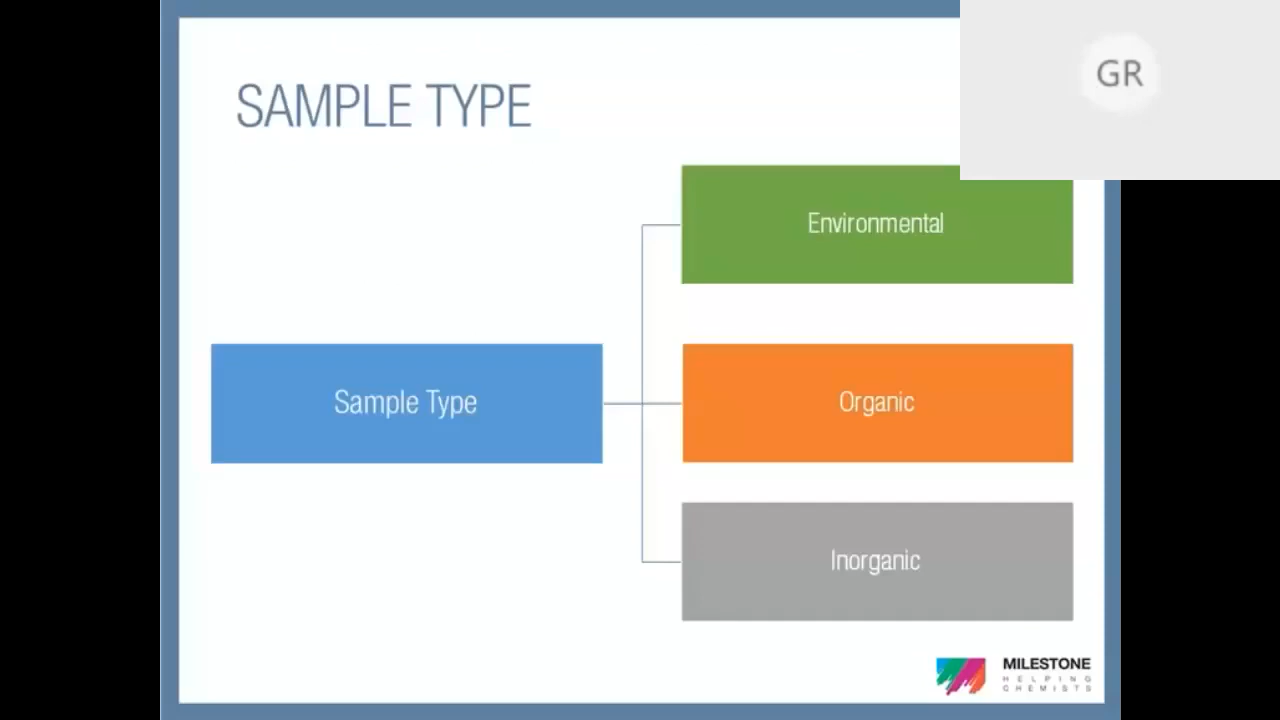 SAMPLE TYPE
GR
Environmental
Sample Type
Organic
Inorganic
MILESTONE
HELPING
CHEMISTS